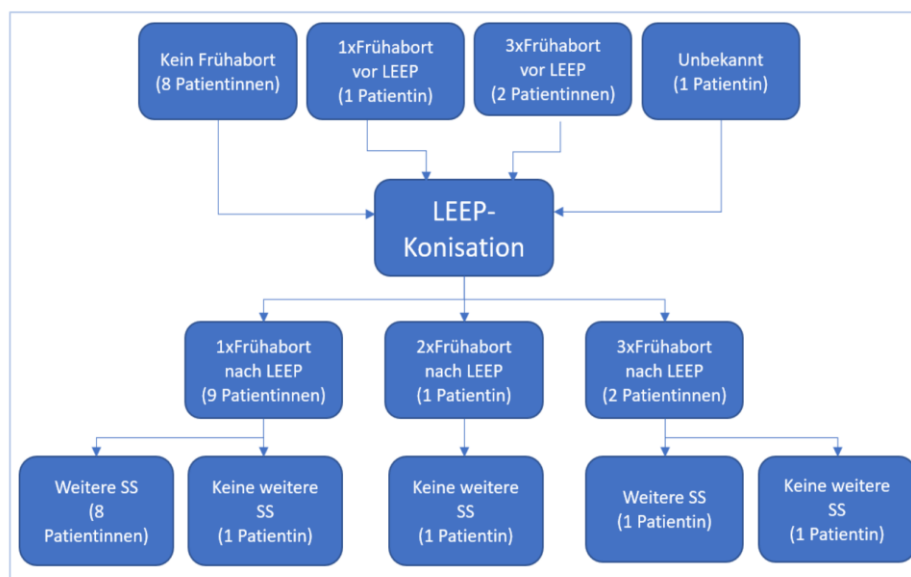 Kein Frühabort
(8 Patientinnen)
1xFrühabort
vor LEEP
(1 Patientin)
3xFrühabort
vor LEEP
(2 Patientinnen)
Unbekannt
(1 Patientin)
LEEP-
Konisation
1xFrühabort
nach LEEP
(9 Patientinnen)
2xFrühabort
nach LEEP
(1 Patientin)
3xFrühabort
nach LEEP
(2 Patientinnen)
Weitere SS
(8
Patientinnen)
Keine weitere
SS
(1 Patientin)
Keine weitere
SS
(1 Patientin)
Weitere SS
(1 Patientin)
Keine weitere
SS
(1 Patientin)